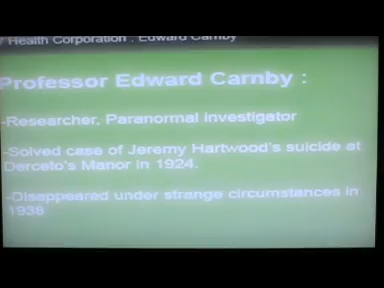 Health Corporation : Edward Carnby
Professor Edward Carnby :
-Researcher, Paranormal investigator
-Solved case of Jeremy Hartwood's suicide at
Derceto's Manor in 1924.
-Disappeared under strange circumstances in
1938